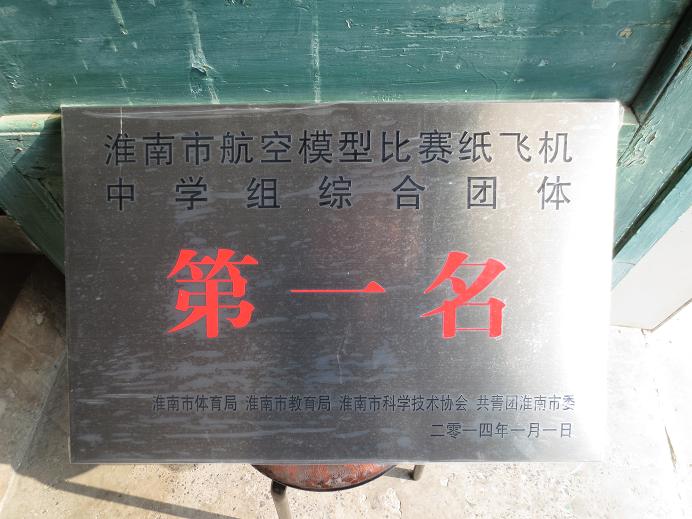 淮南市航空模型比赛纸飞机
中学组综合团体
第一名
淮南市体育局 淮南市教育局 淮南市科学技术协会 共青团淮南市委
二零一四年一月一日